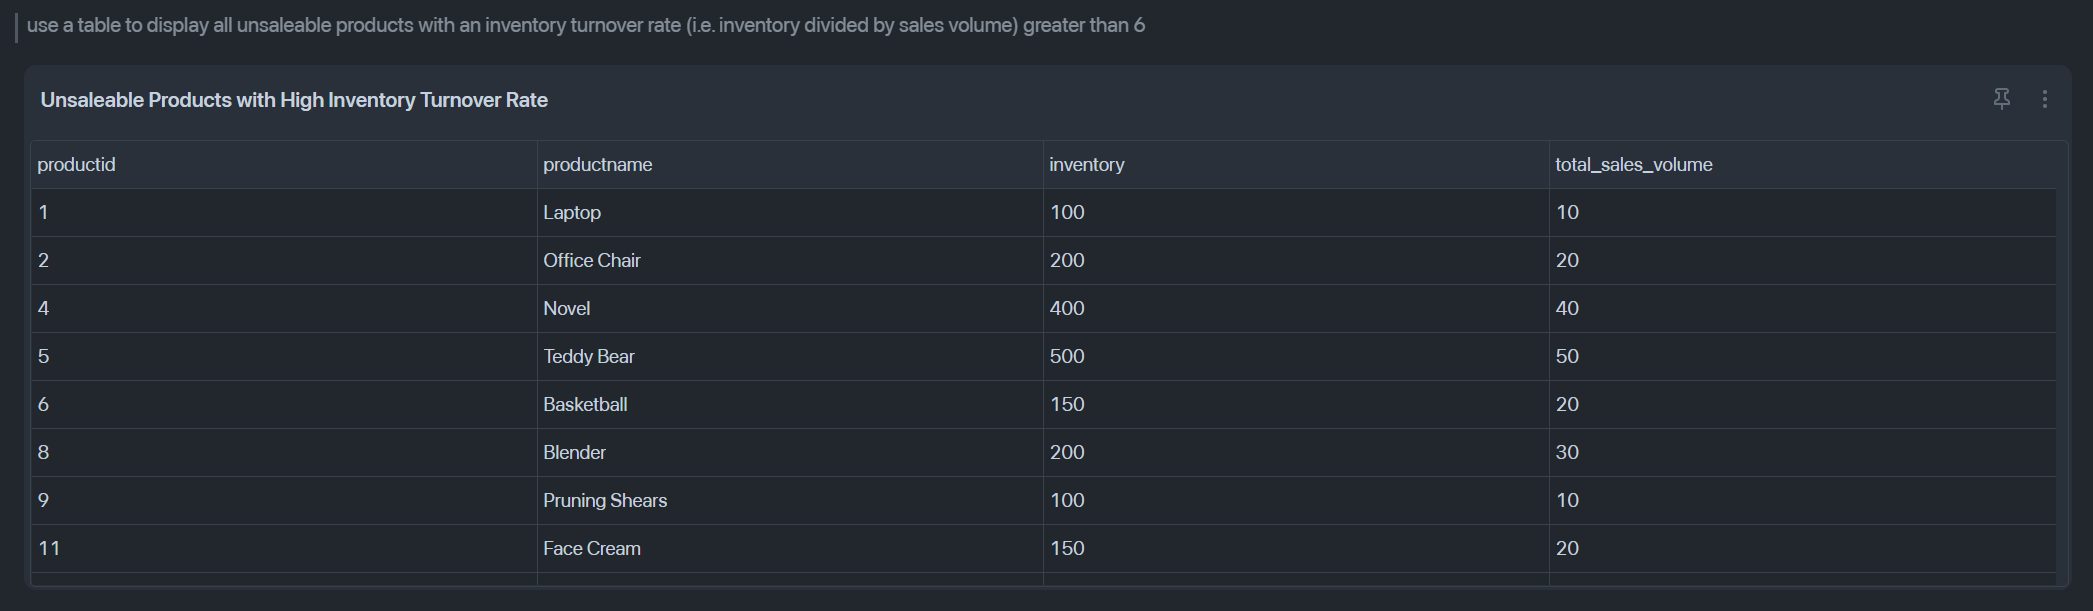 use a table to display all unsaleable products with an inventory turnover rate (i.e. inventory divided by sales volume) greater than 6
Unsaleable Products with High Inventory Turnover Rate
productid productname inventory total_sales_volume
1 Laptop 100 10
2 Office Chair 200 20
4 Novel 400 40
5 Teddy Bear 500 50
6 Basketball 150 20
8 Blender 200 30
9 Pruning Shears 100 10
11 Face Cream 150 20